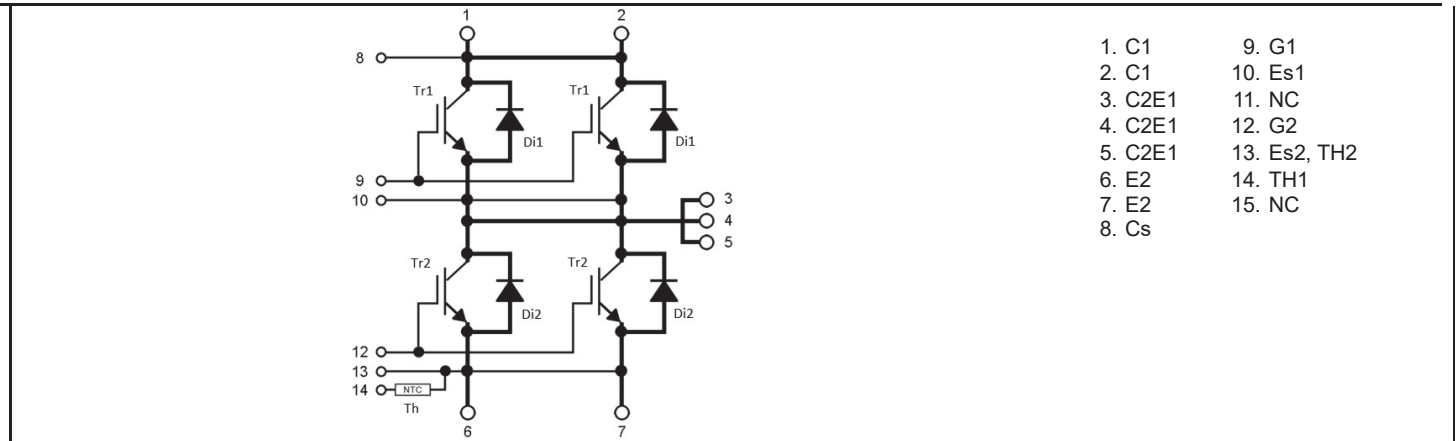 1 2
8
Tr1 Tr1
Di1 Di1
9
10
3
4
5
Tr2 Tr2
Di2 Di2
12
13
14 NTC
Th
6 7
1. C1 9. G1
2. C1 10. Es1
3. C2E1 11. NC
4. C2E1 12. G2
5. C2E1 13. Es2, TH2
6. E2 14. TH1
7. E2 15. NC
8. Cs